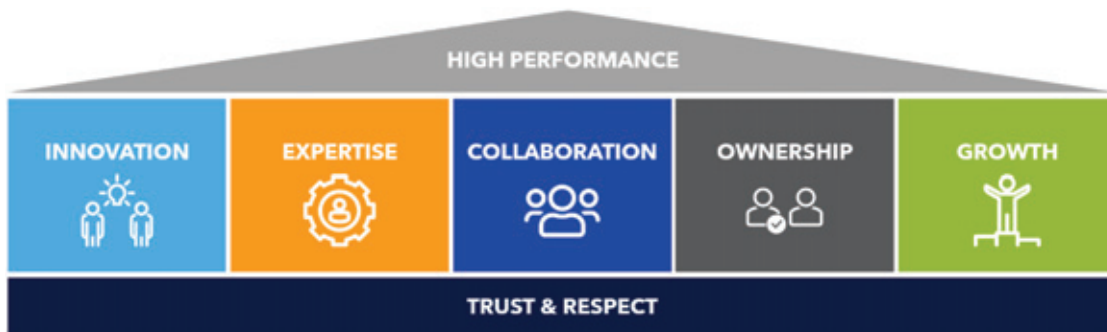 HIGH PERFORMANCE
INNOVATION
EXPERTISE
COLLABORATION
OWNERSHIP
GROWTH
TRUST & RESPECT